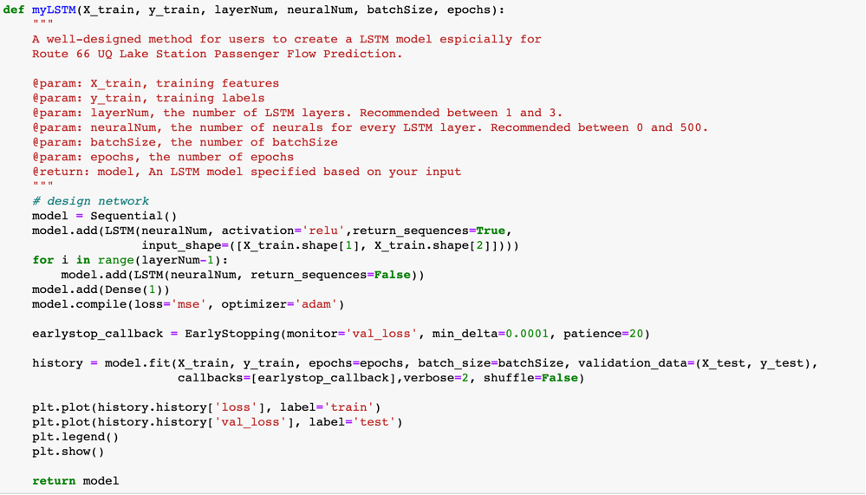 def myLSTM(X_train, y_train, layerNum, neuralNum, batchSize, epochs):
    """
    A well-designed method for users to create a LSTM model espicially for
    Route 66 UQ Lake Station Passenger Flow Prediction.

    @param: X_train, training features
    @param: y_train, training labels
    @param: layerNum, the number of LSTM layers. Recommended between 1 and 3.
    @param: neuralNum, the number of neurals for every LSTM layer. Recommended between 0 and 500.
    @param: batchSize, the number of batchSize
    @param: epochs, the number of epochs
    @return: model, An LSTM model specified based on your input
    """
    # design network
    model = Sequential()
    model.add(LSTM(neuralNum, activation='relu',return_sequences=True,
                   input_shape=([X_train.shape[1], X_train.shape[2]])))
    for i in range(layerNum-1):
        model.add(LSTM(neuralNum, return_sequences=False))
    model.add(Dense(1))
    model.compile(loss='mse', optimizer='adam')

    earlystop_callback = EarlyStopping(monitor='val_loss', min_delta=0.0001, patience=20)

    history = model.fit(X_train, y_train, epochs=epochs, batch_size=batchSize, validation_data=(X_test, y_test),
                        callbacks=[earlystop_callback],verbose=2, shuffle=False)

    plt.plot(history.history['loss'], label='train')
    plt.plot(history.history['val_loss'], label='test')
    plt.legend()
    plt.show()

    return model